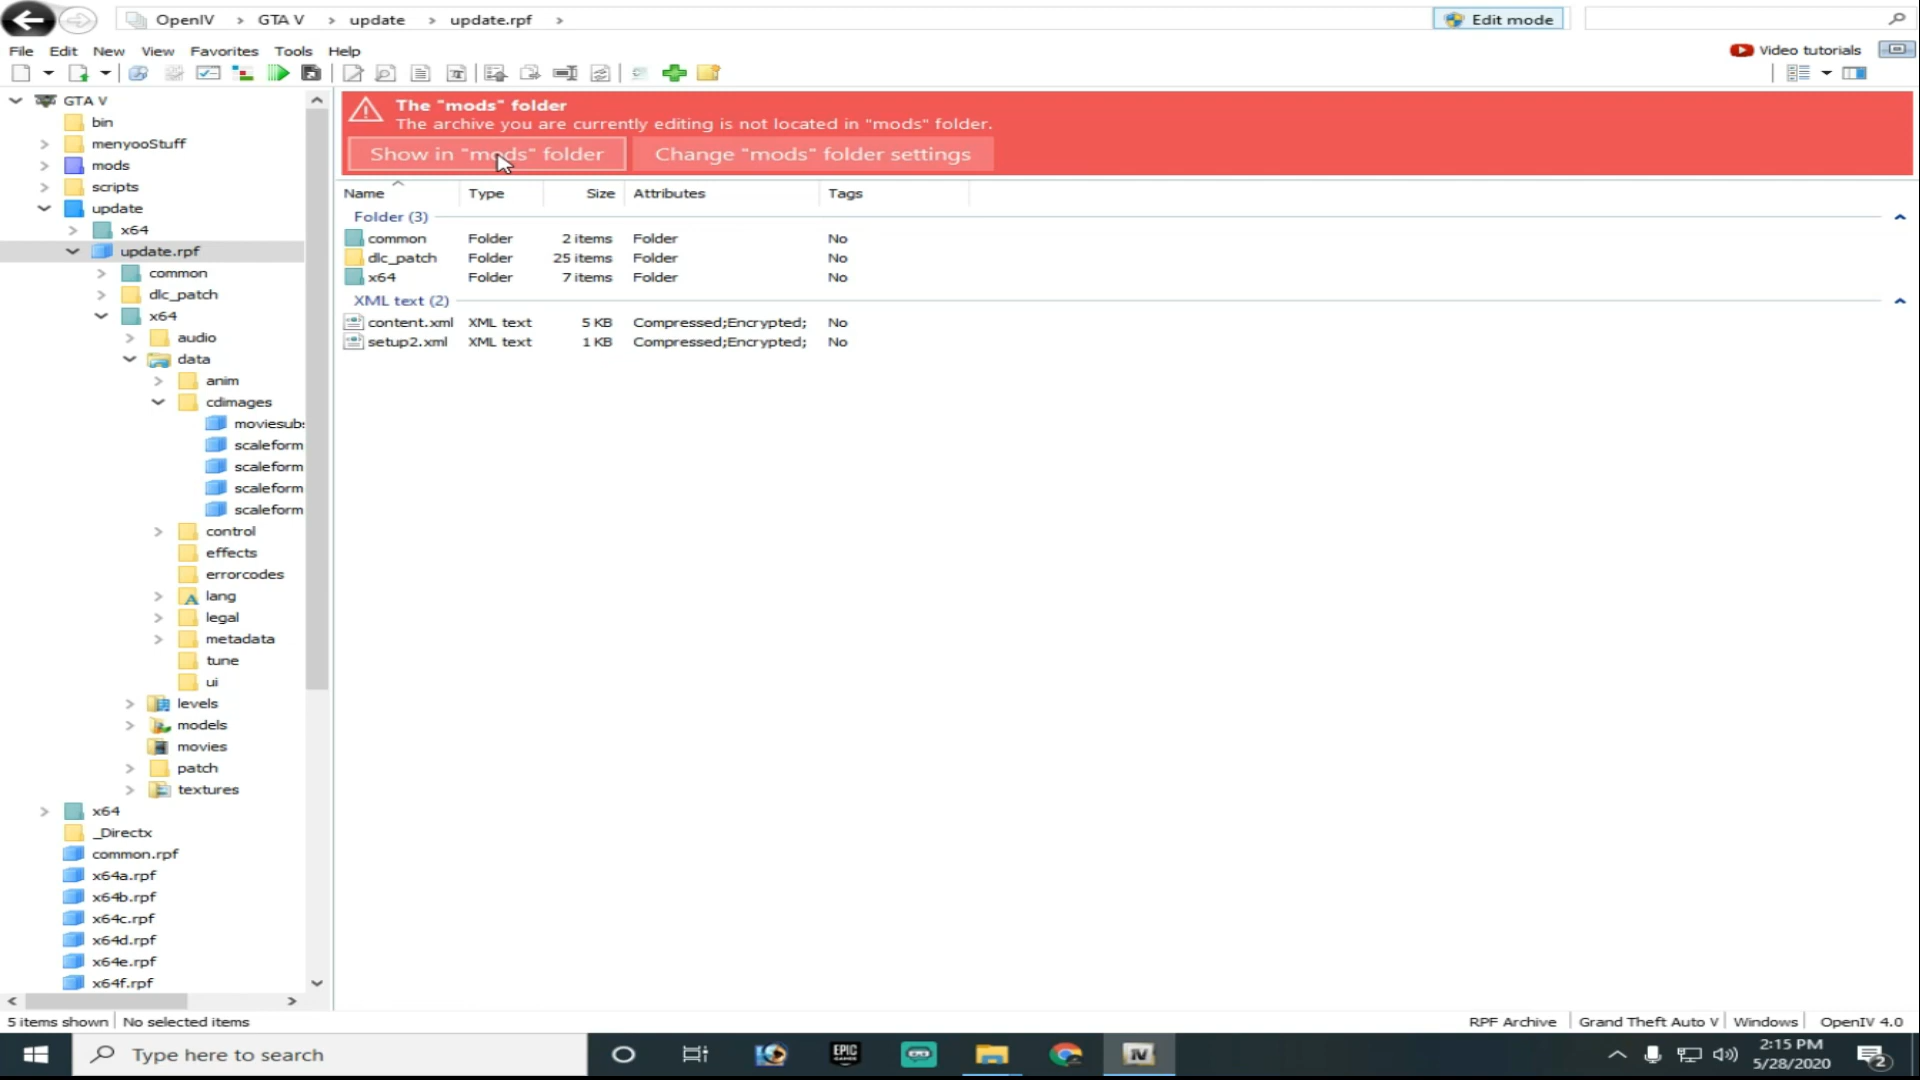 OpenIV > GTA V > update > update.rpf >
Edit mode
File Edit New View Favorites Tools Help
Video tutorials
GTA V
bin
menyooStuff
mods
scripts
update
x64
update.rpf
common
dlc_patch
x64
audio
data
anim
cdimages
moviesub
scaleform
scaleform
scaleform
scaleform
control
effects
errorcodes
lang
legal
metadata
tune
ui
levels
models
movies
patch
textures
x64
_Directx
common.rpf
x64a.rpf
x64b.rpf
x64c.rpf
x64d.rpf
x64e.rpf
x64f.rpf
The "mods" folder
The archive you are currently editing is not located in "mods" folder.
Show in "mods" folder Change "mods" folder settings
Name Type Size Attributes Tags
Folder (3)
common Folder 2 items Folder No
dlc_patch Folder 25 items Folder No
x64 Folder 7 items Folder No
XML text (2)
content.xml XML text 5 KB Compressed;Encrypted; No
setup2.xml XML text 1 KB Compressed;Encrypted; No
5 items shown No selected items
RPF Archive Grand Theft Auto V Windows OpenIV 4.0
Type here to search
EPIC
GAMES
IV
2:15 PM
5/28/2020
2